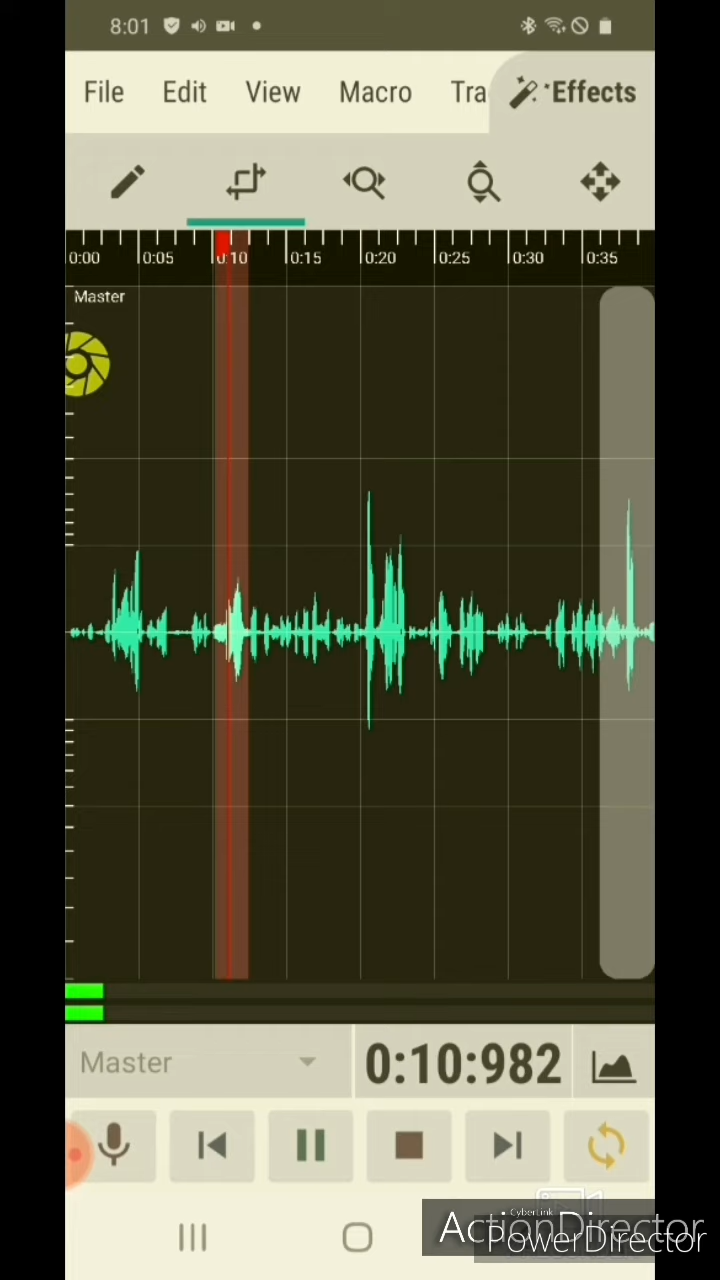 8:01
File Edit View Macro Tra *Effects
0:00 0:05 0:10 0:15 0:20 0:25 0:30 0:35
Master
Master 0:10:982
CyberLink
ActionDirector
PowerDirector